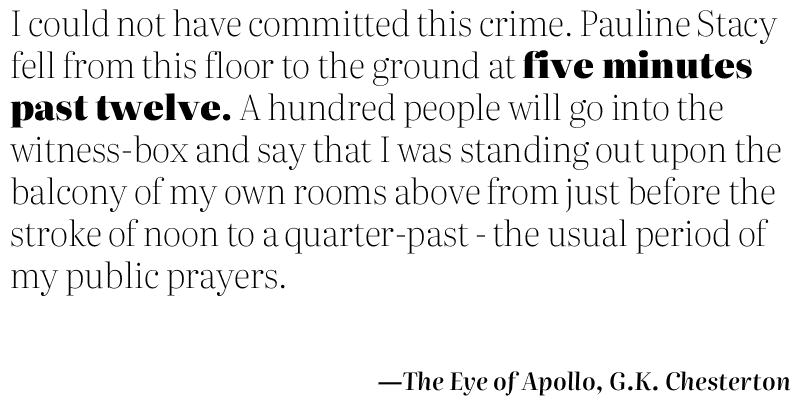 I could not have committed this crime. Pauline Stacy
fell from this floor to the ground at five minutes
past twelve. A hundred people will go into the
witness-box and say that I was standing out upon the
balcony of my own rooms above from just before the
stroke of noon to a quarter-past - the usual period of
my public prayers.
—The Eye of Apollo, G.K. Chesterton